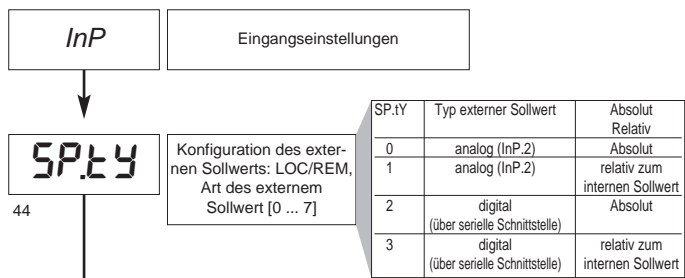 InP
Eingangseinstellungen
SP.tY
Konfiguration des exter-
nen Sollwerts: LOC/REM,
Art des externem
Sollwert [0 ... 7]
44
SP.tY Typ externer Sollwert Absolut
Relativ
0 analog (InP.2) Absolut
1 analog (InP.2) relativ zum
internen Sollwert
2 digital Absolut
(über serielle Schnittstelle)
3 digital relativ zum
(über serielle Schnittstelle) internen Sollwert